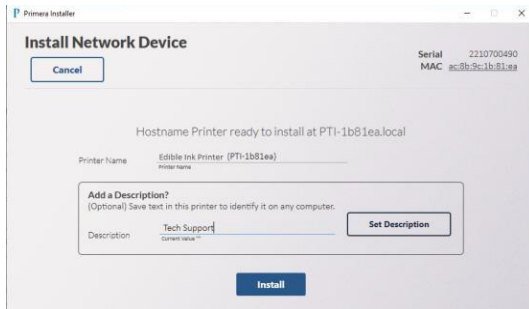 Primera Installer
Install Network Device
Cancel
Serial 2210700490
MAC ac:8b:9c:1b:81:ea
Hostname Printer ready to install at PTI-1b81ea.local
Printer Name Edible Ink Printer (PTI-1b81ea)
Printer Name
Add a Description?
(Optional) Save text in this printer to identify it on any computer.
Description Tech Support
Set Description
Current Value ""
Install